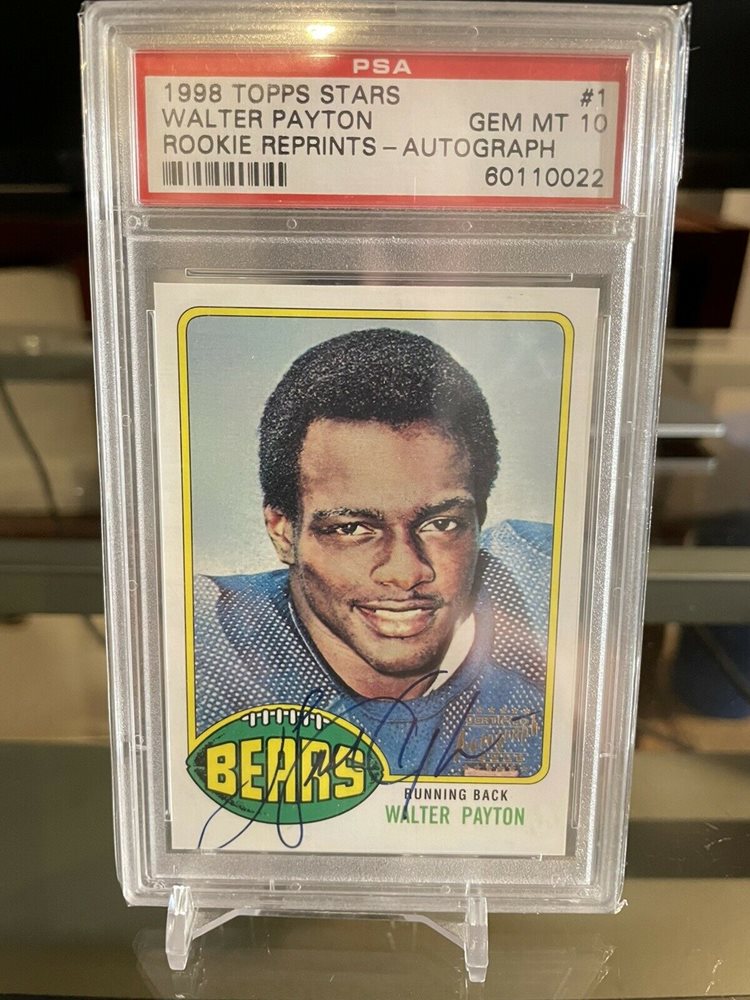 PSA
1998 TOPPS STARS #1
WALTER PAYTON GEM MT 10
ROOKIE REPRINTS - AUTOGRAPH
60110022
BEARS
RUNNING BACK
WALTER PAYTON